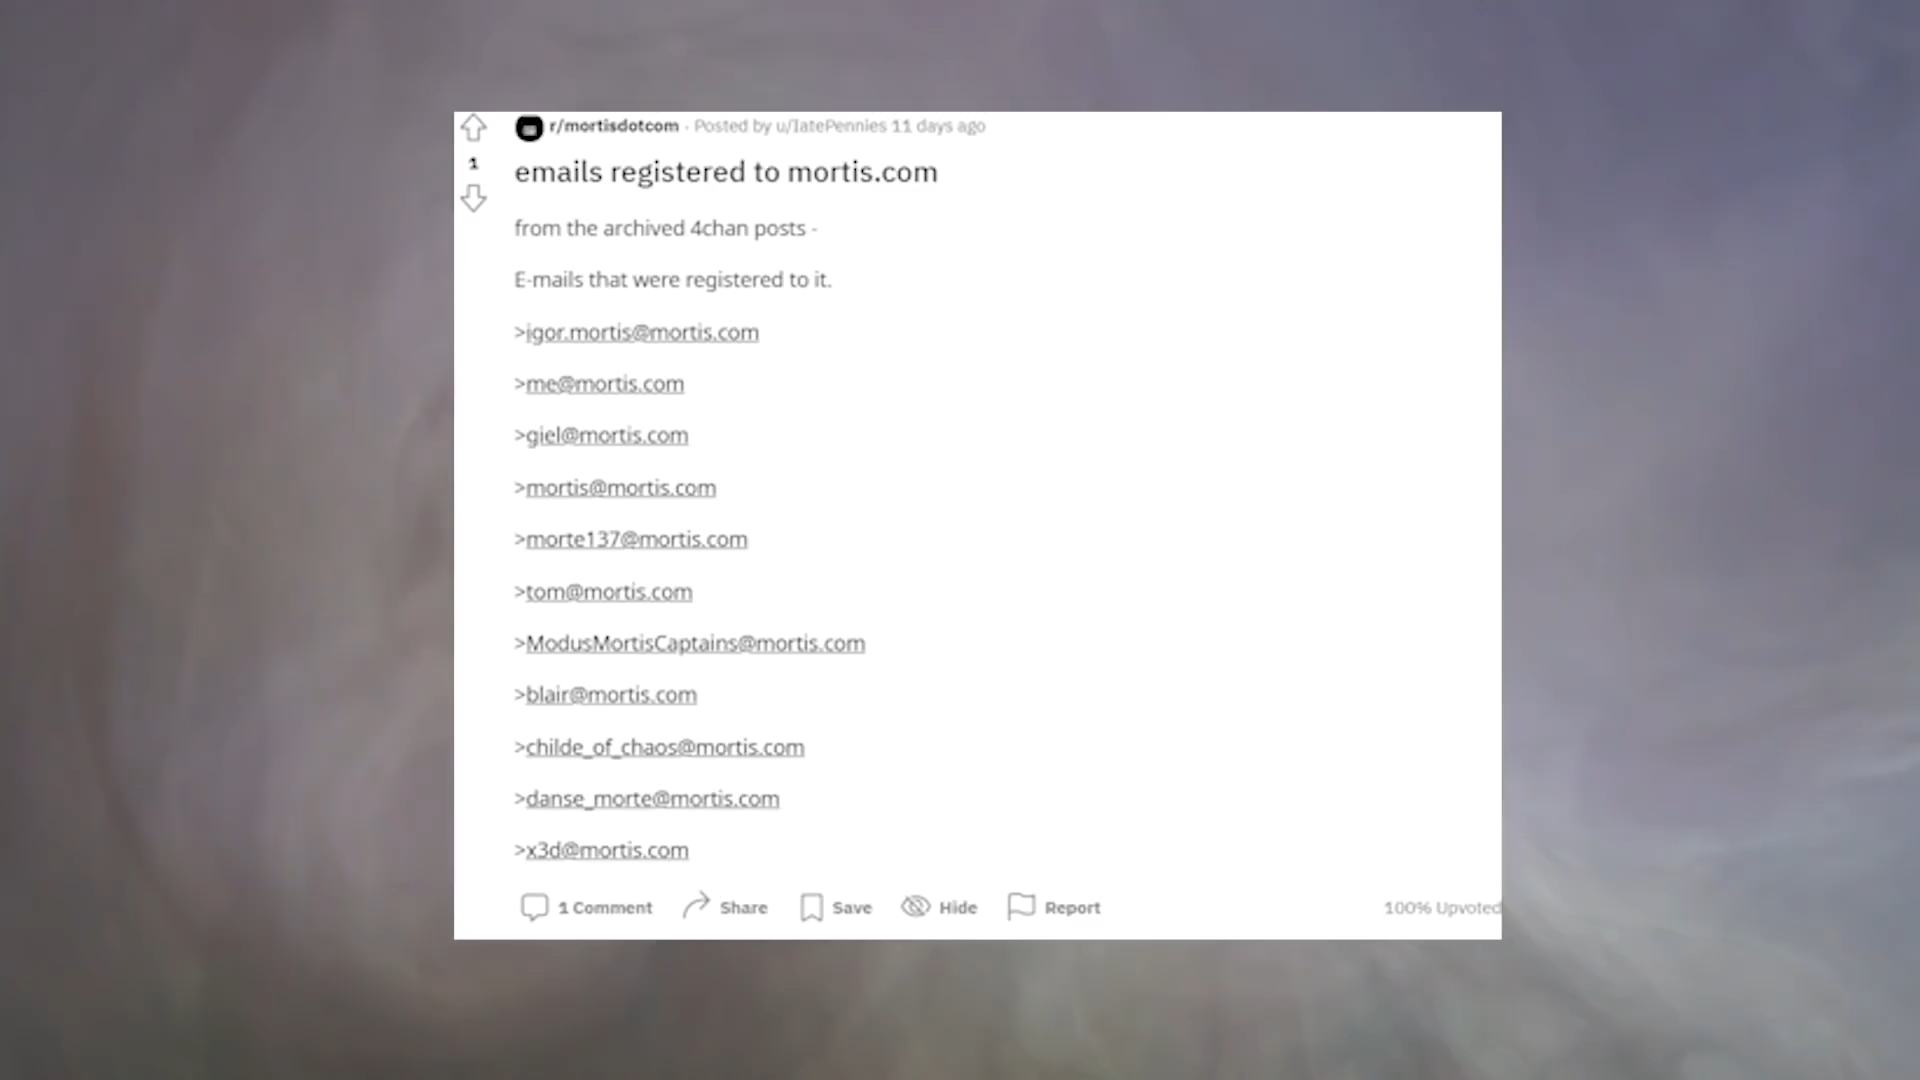 r/mortisdotcom · Posted by u/IatePennies 11 days ago
1
emails registered to mortis.com
from the archived 4chan posts -
E-mails that were registered to it.
>igor.mortis@mortis.com
>me@mortis.com
>giel@mortis.com
>mortis@mortis.com
>morte137@mortis.com
>tom@mortis.com
>ModusMortisCaptains@mortis.com
>blair@mortis.com
>childe_of_chaos@mortis.com
>danse_morte@mortis.com
>x3d@mortis.com
1 Comment Share Save Hide Report 100% Upvoted